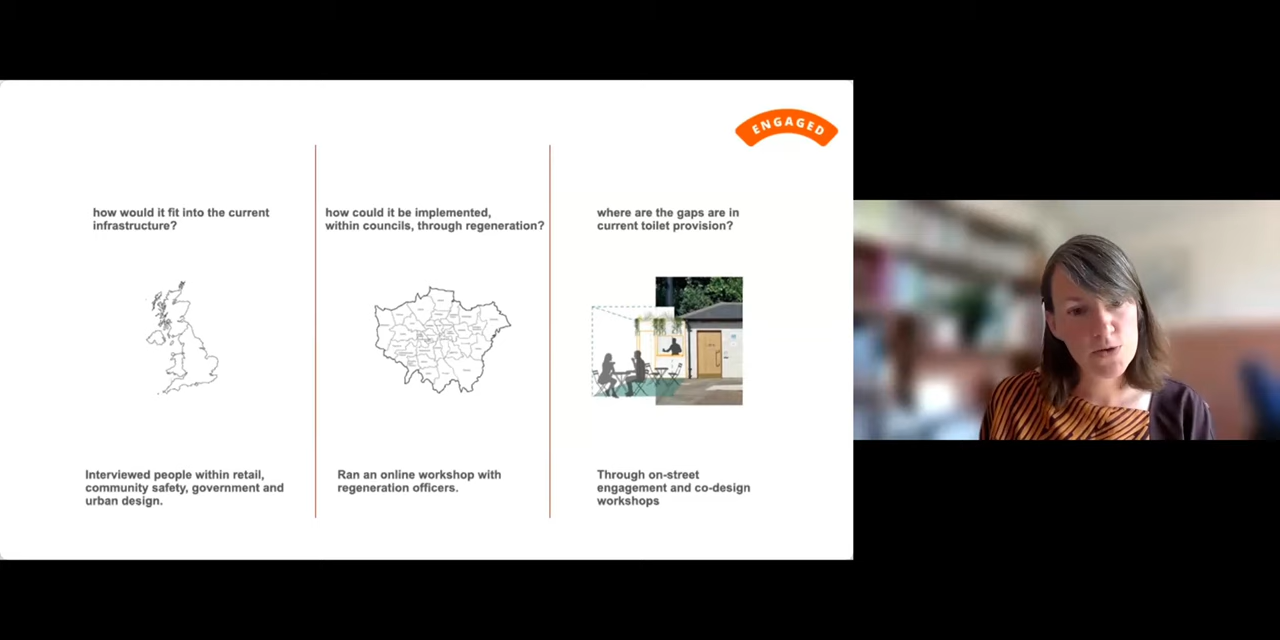 ENGAGED
how would it fit into the current
infrastructure?
how could it be implemented,
within councils, through regeneration?
where are the gaps are in
current toilet provision?
Interviewed people within retail,
community safety, government and
urban design.
Ran an online workshop with
regeneration officers.
Through on-street
engagement and co-design
workshops